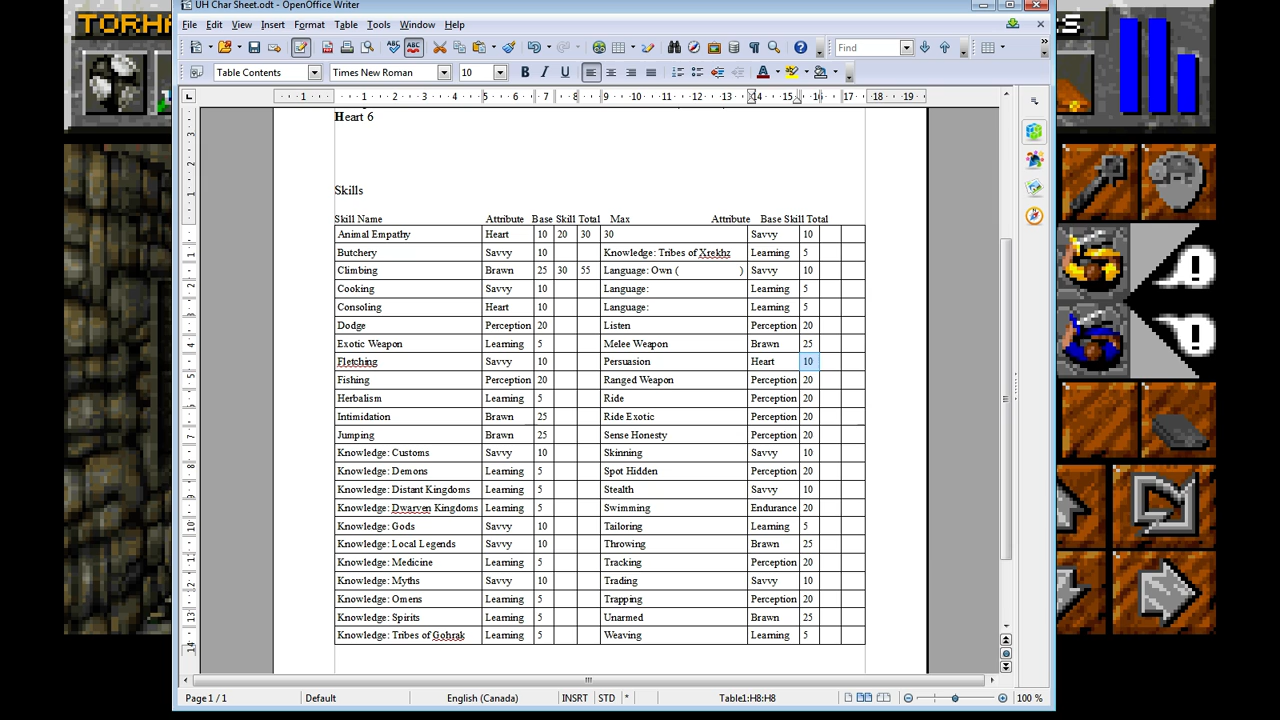 UH Char Sheet.odt - OpenOffice Writer
File Edit View Insert Format Table Tools Window Help
Find
Table Contents Times New Roman 10
Heart 6
Skills
Skill Name Attribute Base Skill Total Max Attribute Base Skill Total
Animal Empathy Heart 10 20 30 30 Savvy 10
Butchery Savvy 10 Knowledge: Tribes of Xrekhz Learning 5
Climbing Brawn 25 30 55 Language: Own ( ) Savvy 10
Cooking Savvy 10 Language: Learning 5
Consoling Heart 10 Language: Learning 5
Dodge Perception 20 Listen Perception 20
Exotic Weapon Learning 5 Melee Weapon Brawn 25
Fletching Savvy 10 Persuasion Heart 10
Fishing Perception 20 Ranged Weapon Perception 20
Herbalism Learning 5 Ride Perception 20
Intimidation Brawn 25 Ride Exotic Perception 20
Jumping Brawn 25 Sense Honesty Perception 20
Knowledge: Customs Savvy 10 Skinning Savvy 10
Knowledge: Demons Learning 5 Spot Hidden Perception 20
Knowledge: Distant Kingdoms Learning 5 Stealth Savvy 10
Knowledge: Dwarven Kingdoms Learning 5 Swimming Endurance 20
Knowledge: Gods Savvy 10 Tailoring Learning 5
Knowledge: Local Legends Savvy 10 Throwing Brawn 25
Knowledge: Medicine Learning 5 Tracking Perception 20
Knowledge: Myths Savvy 10 Trading Savvy 10
Knowledge: Omens Learning 5 Trapping Perception 20
Knowledge: Spirits Learning 5 Unarmed Brawn 25
Knowledge: Tribes of Gohrak Learning 5 Weaving Learning 5
Page 1 / 1 Default English (Canada) INSRT STD * Table1:H8:H8 100 %